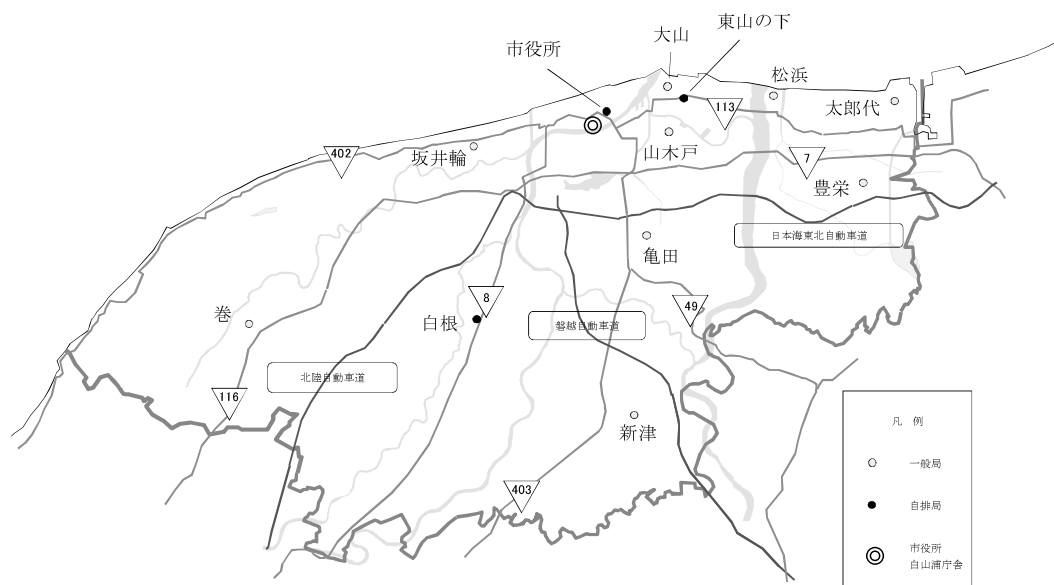 東山の下
大山
市役所
松浜
太郎代
113
402
坂井輪
山木戸
7
豊栄
日本海東北自動車道
亀田
8
49
巻
白根
磐越自動車道
北陸自動車道
116
新津
403
凡 例
一般局
自排局
市役所
白山浦庁舎